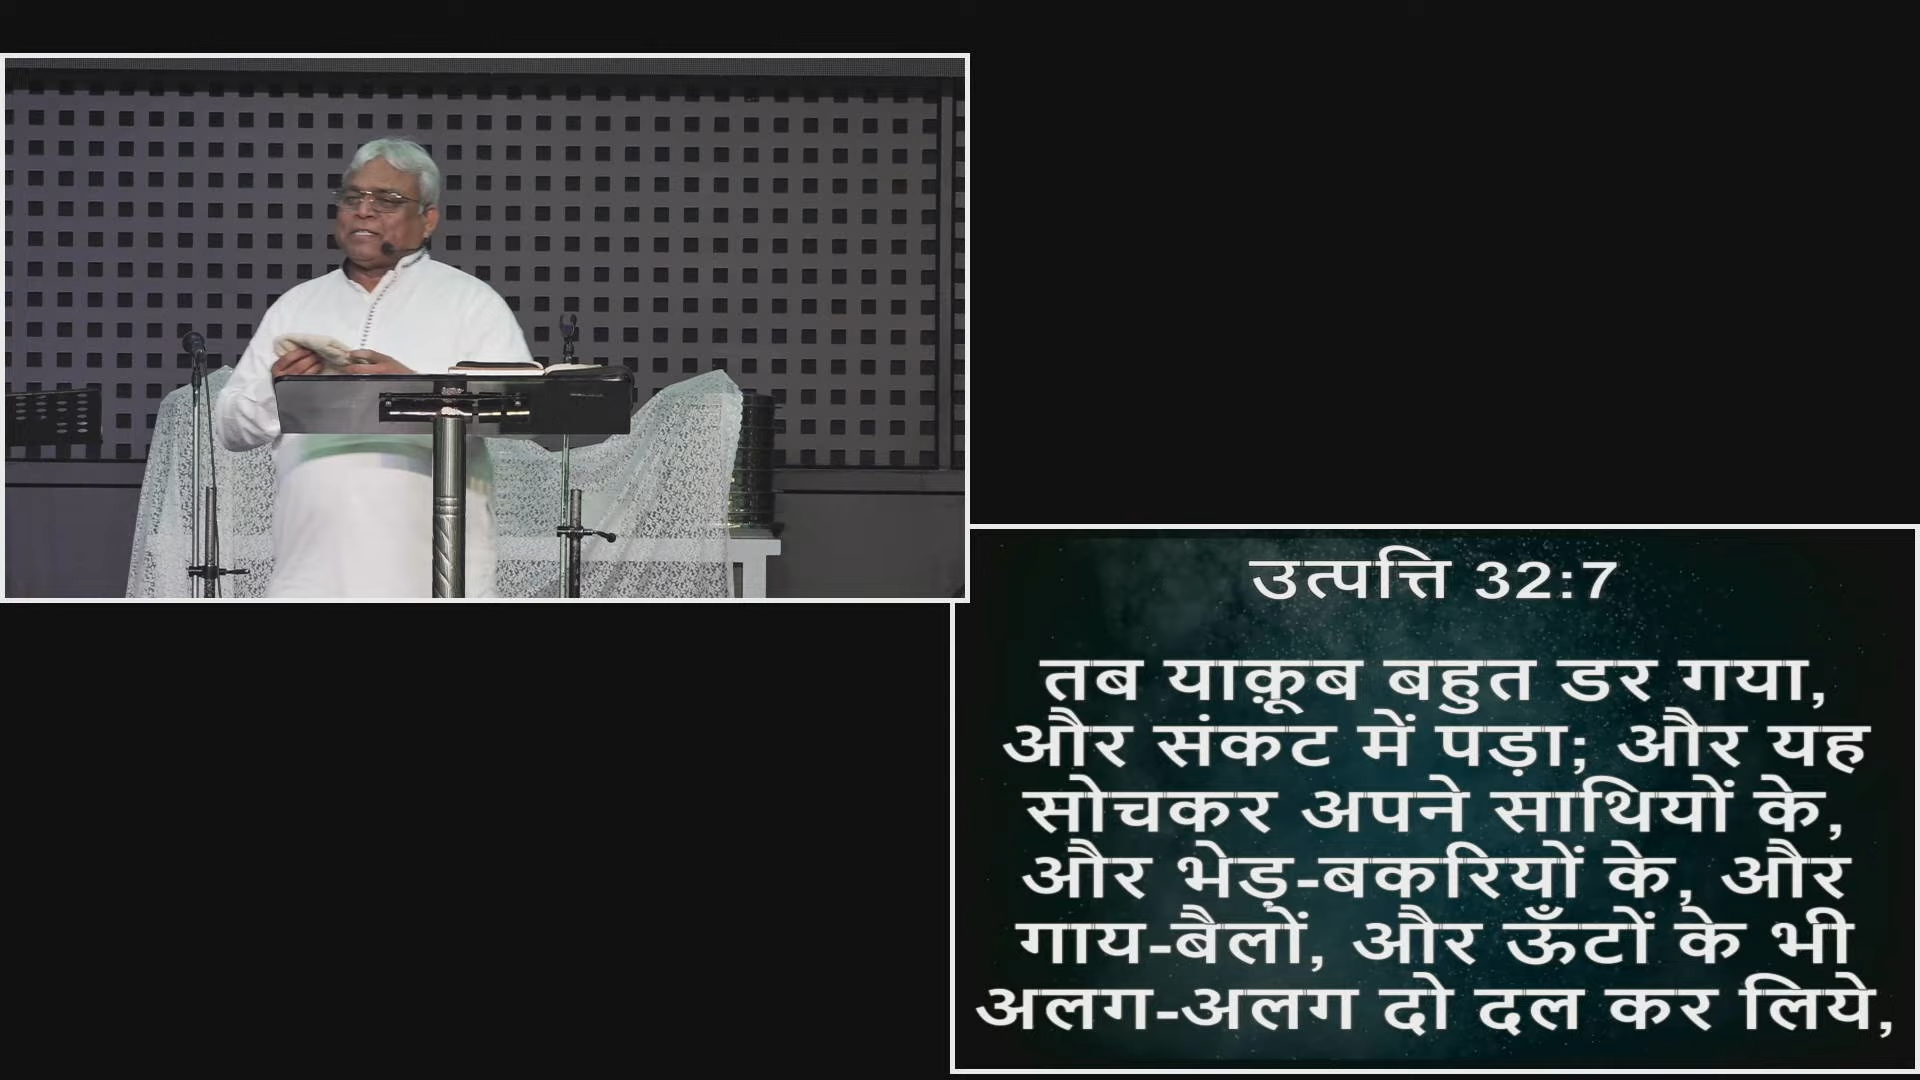 उत्पत्ति 32:7
तब याक़ूब बहुत डर गया,
और संकट में पड़ा; और यह
सोचकर अपने साथियों के,
और भेड़-बकरियों के, और
गाय-बैलों, और ऊँटों के भी
अलग-अलग दो दल कर लिये,